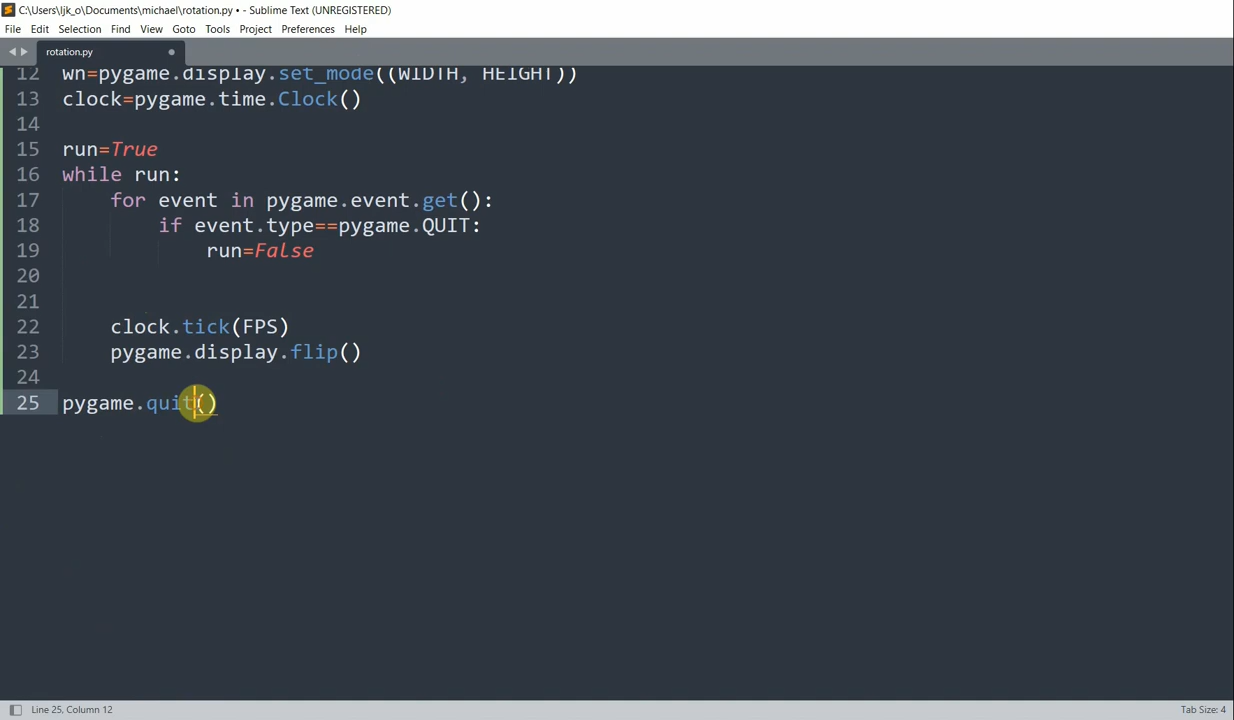 C:\Users\ljk_o\Documents\michael\rotation.py • - Sublime Text (UNREGISTERED)
File Edit Selection Find View Goto Tools Project Preferences Help
rotation.py
12 wn=pygame.display.set_mode((WIDTH, HEIGHT))
13 clock=pygame.time.Clock()
14
15 run=True
16 while run:
17 for event in pygame.event.get():
18 if event.type==pygame.QUIT:
19 run=False
20
21
22 clock.tick(FPS)
23 pygame.display.flip()
24
25 pygame.quit()
Line 25, Column 12 Tab Size: 4